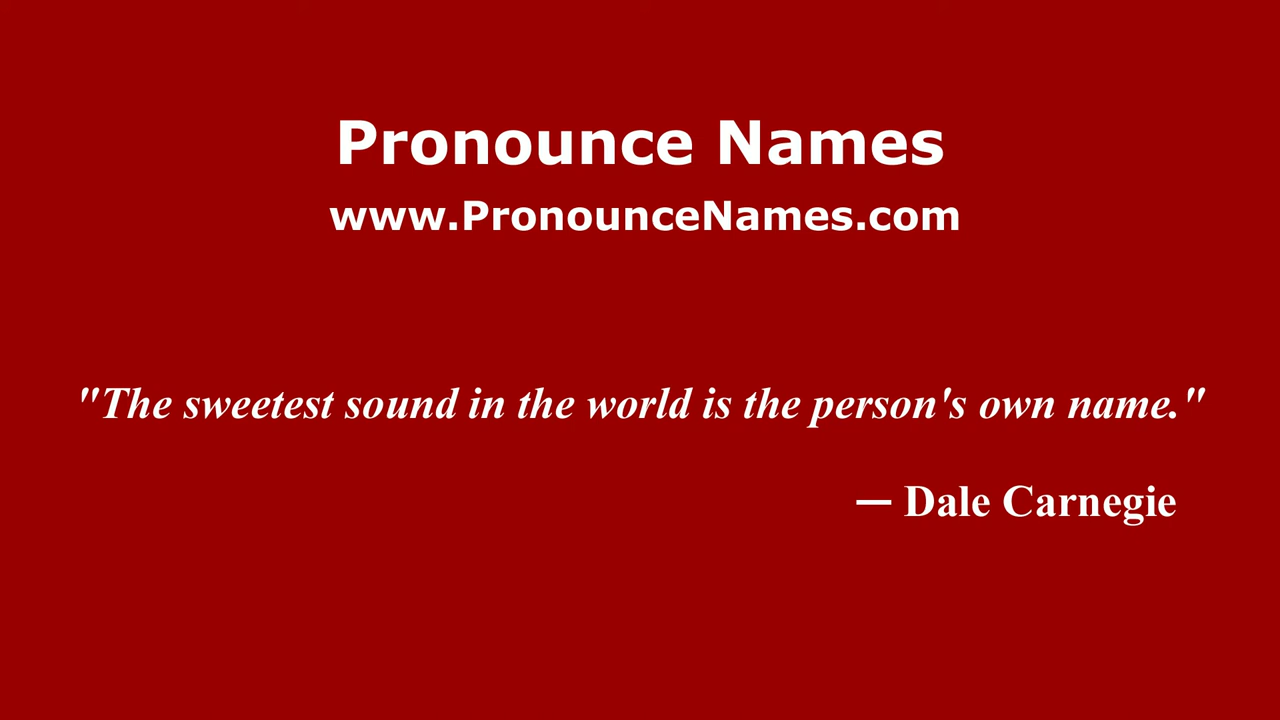 Pronounce Names
www.PronounceNames.com
"The sweetest sound in the world is the person's own name."
— Dale Carnegie